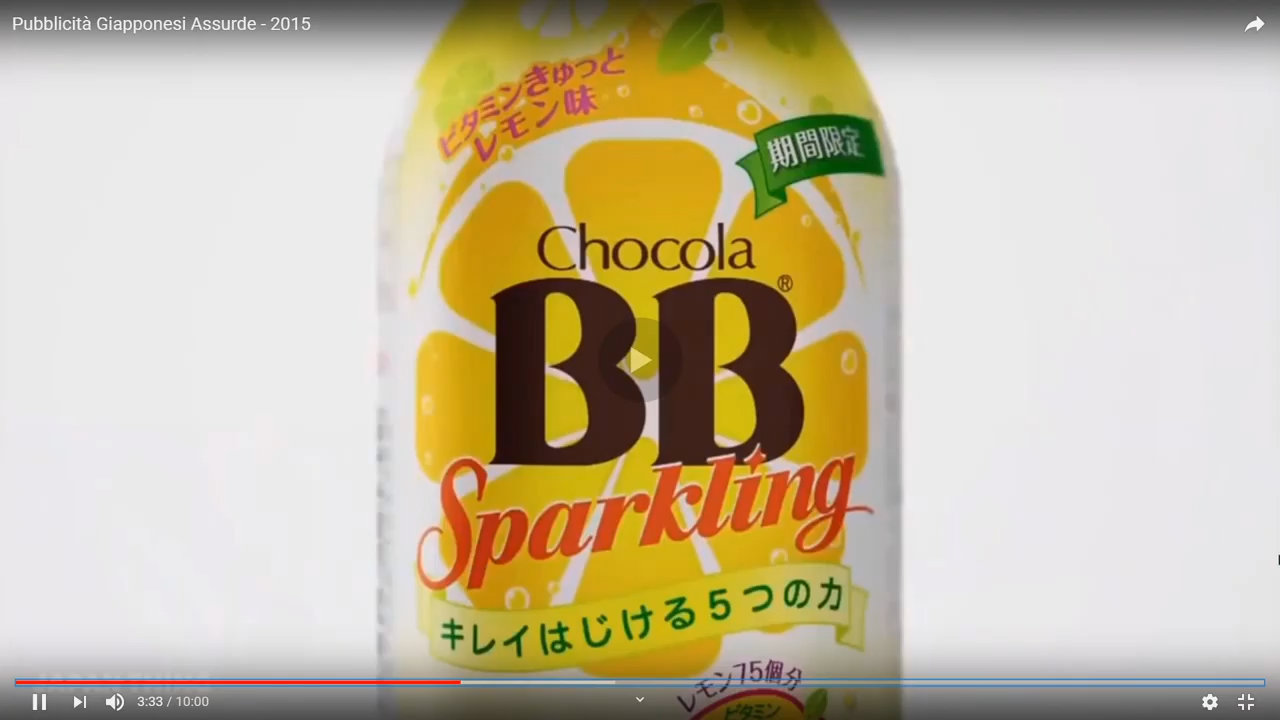 Pubblicità Giapponesi Assurde - 2015
ビタミンきゅっと
レモン味
期間限定
Chocola
BB®
Sparkling
キレイはじける5つの力
レモン75個分
ビタミン
3:33 / 10:00